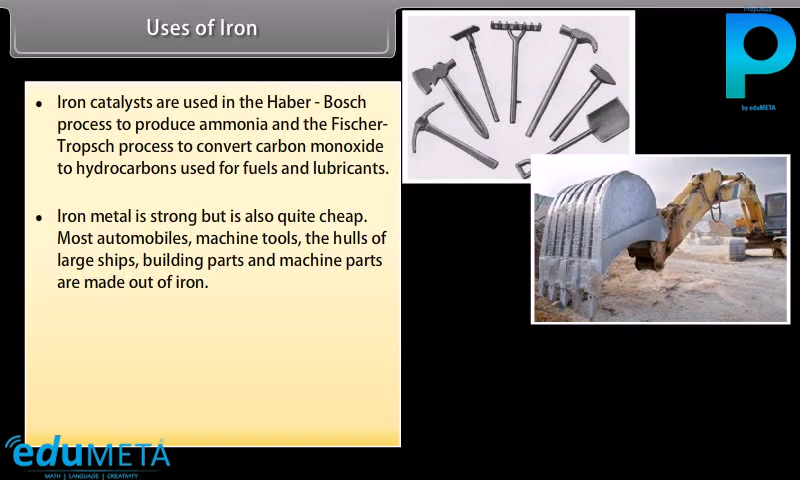 Uses of Iron
• Iron catalysts are used in the Haber - Bosch
process to produce ammonia and the Fischer-
Tropsch process to convert carbon monoxide
to hydrocarbons used for fuels and lubricants.
• Iron metal is strong but is also quite cheap.
Most automobiles, machine tools, the hulls of
large ships, building parts and machine parts
are made out of iron.
P
by eduMETA
eduMETA
MATH | LANGUAGE | CREATIVITY